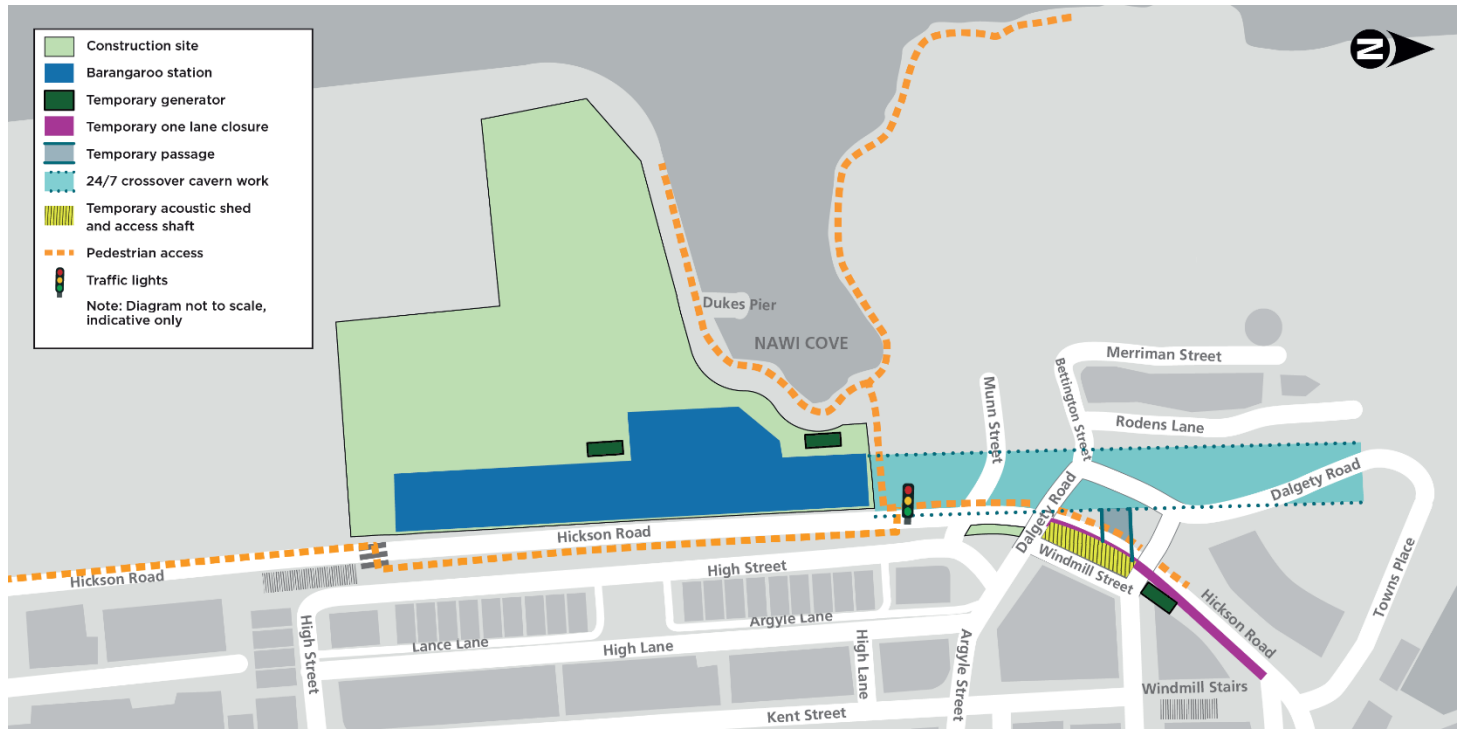 Construction site
Barangaroo station
Temporary generator
Temporary one lane closure
Temporary passage
24/7 crossover cavern work
Temporary acoustic shed
and access shaft
Pedestrian access
Traffic lights
Note: Diagram not to scale,
indicative only
N
Dukes Pier
NAWI COVE
Merriman Street
Bettington Street
Munn Street
Rodens Lane
Dalgety Road
Dalgety Road
Hickson Road
Hickson Road
Windmill Street
Towns Place
Hickson Road
High Street
High Street
Argyle Lane
Lance Lane
High Lane
High Lane
Argyle Street
Windmill Stairs
Kent Street